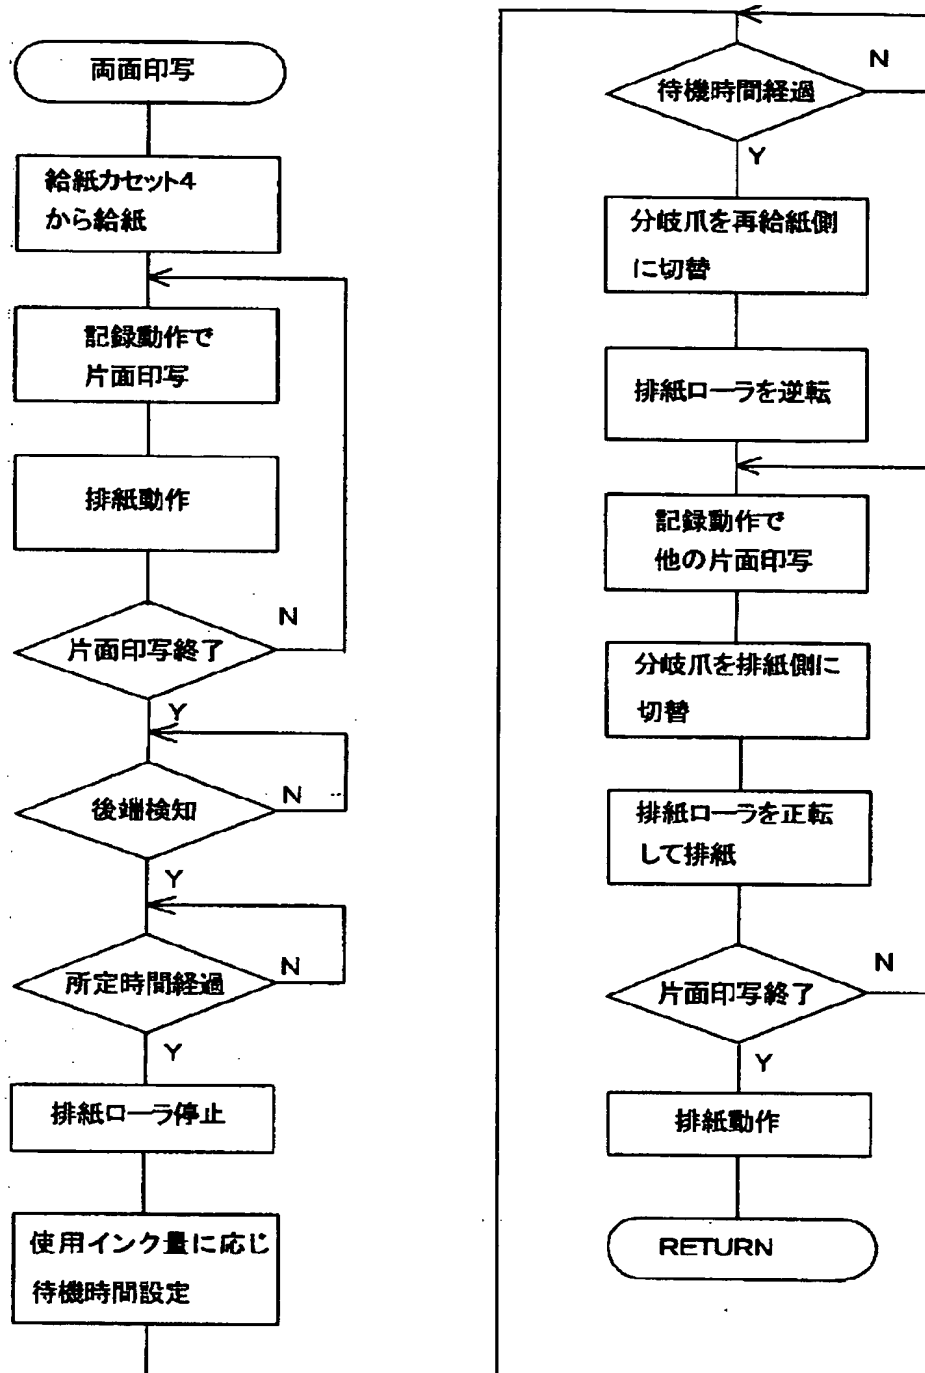 両面印写
給紙カセット4
から給紙
記録動作で
片面印写
排紙動作
片面印写終了
N
Y
後端検知
N
Y
所定時間経過
N
Y
排紙ローラ停止
使用インク量に応じ
待機時間設定
待機時間経過
N
Y
分岐爪を再給紙側
に切替
排紙ローラを逆転
記録動作で
他の片面印写
分岐爪を排紙側に
切替
排紙ローラを正転
して排紙
片面印写終了
N
Y
排紙動作
RETURN